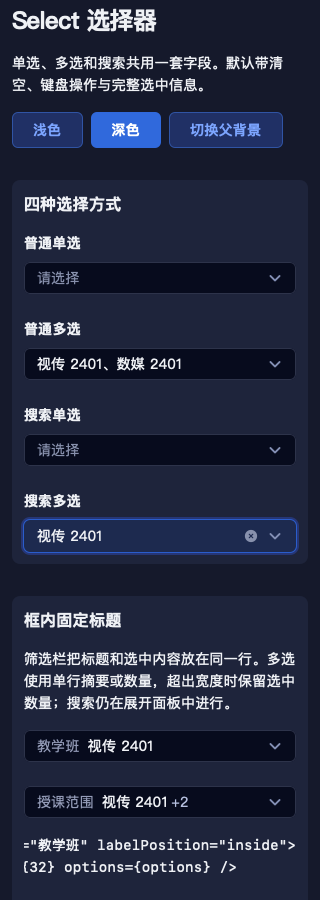 Select 选择器
单选、多选和搜索共用一套字段。默认带清
空、键盘操作与完整选中信息。
浅色 深色 切换父背景
四种选择方式
普通单选
请选择
普通多选
视传 2401、数媒 2401
搜索单选
请选择
搜索多选
视传 2401
框内固定标题
筛选栏把标题和选中内容放在同一行。多选
使用单行摘要或数量，超出宽度时保留选中
数量；搜索仍在展开面板中进行。
教学班 视传 2401
授课范围 视传 2401 +2
="教学班" labelPosition="inside">
{32} options={options} />